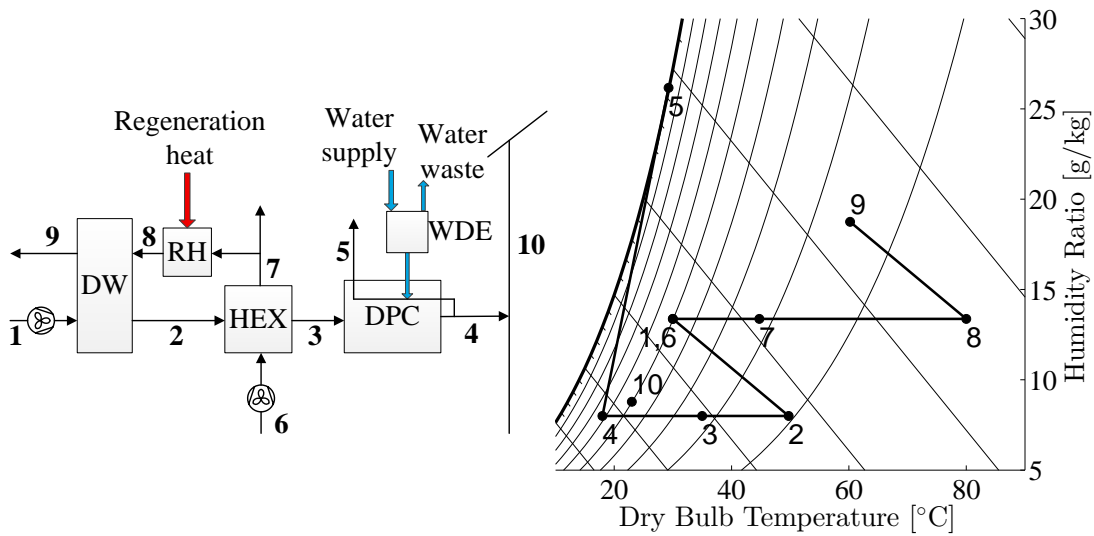 Regeneration
heat
Water
supply
Water
waste
9
8
RH
7
5
WDE
10
DW
1
2
HEX
3
DPC
4
6
30
25
20
15
10
5
Humidity Ratio [g/kg]
5
9
1,6
7
8
10
4
3
2
20
40
60
80
Dry Bulb Temperature [°C]